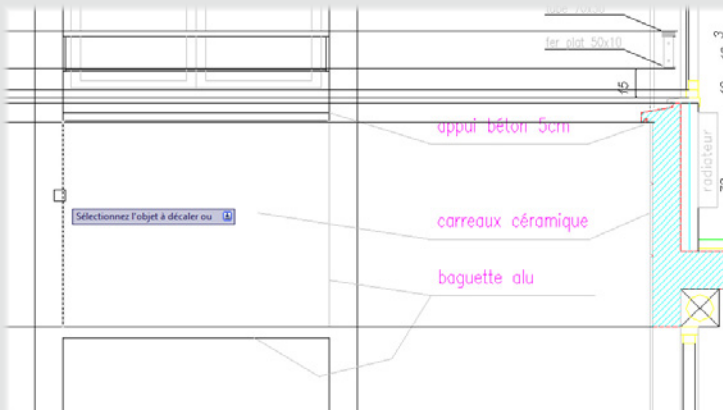 fer plat 50x10
15
appui béton 5cm
radiateur
Sélectionnez l'objet à décaler ou
carreaux céramique
baguette alu